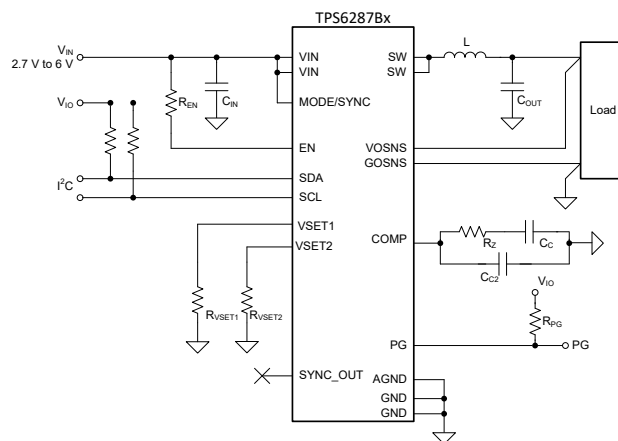 TPS6287Bx
VIN
2.7 V to 6 V
VIN
VIN
SW
SW
L
REN
CIN
COUT
Load
VIO
MODE/SYNC
EN
VOSNS
GOSNS
SDA
I²C
SCL
VSET1
COMP
RZ
CC
VSET2
CC2
VIO
RVSET1
RVSET2
RPG
PG
PG
SYNC_OUT
AGND
GND
GND